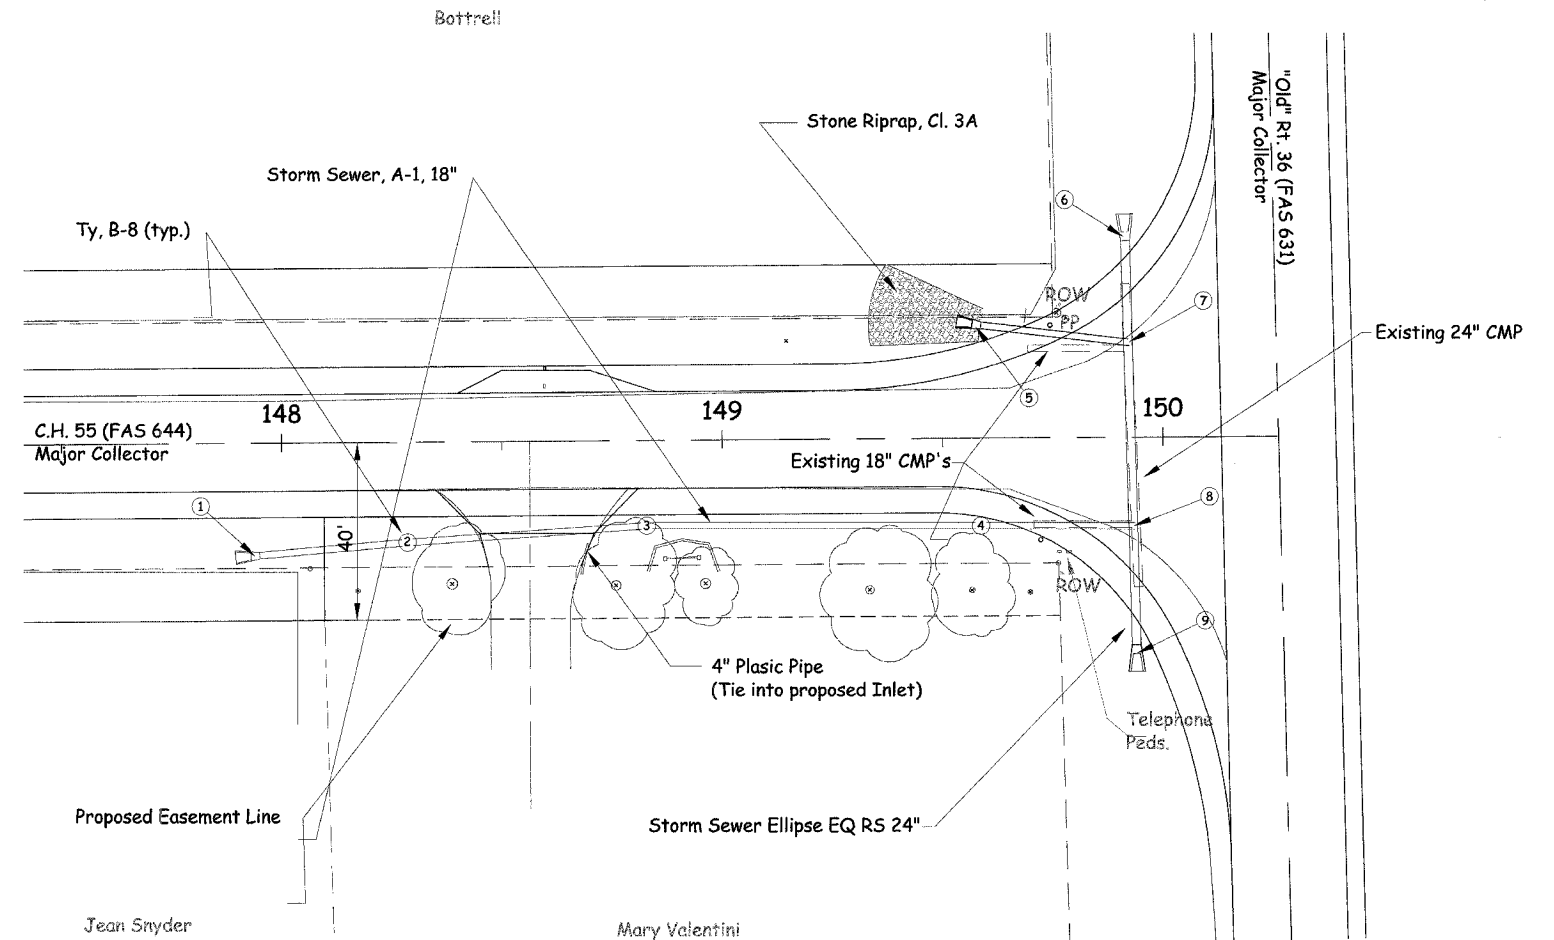 Bottrell
"Old" Rt. 36 (FAS 631)
Major Collector
Stone Riprap, Cl. 3A
Storm Sewer, A-1, 18"
6
Ty, B-8 (typ.)
ROW
7
PP
Existing 24" CMP
5
148
149
150
C.H. 55 (FAS 644)
Major Collector
Existing 18" CMP's
1
8
3
4
2
40'
ROW
9
4" Plasic Pipe
(Tie into proposed Inlet)
Telephone
Peds.
Proposed Easement Line
Storm Sewer Ellipse EQ RS 24"
Jean Snyder
Mary Valentini